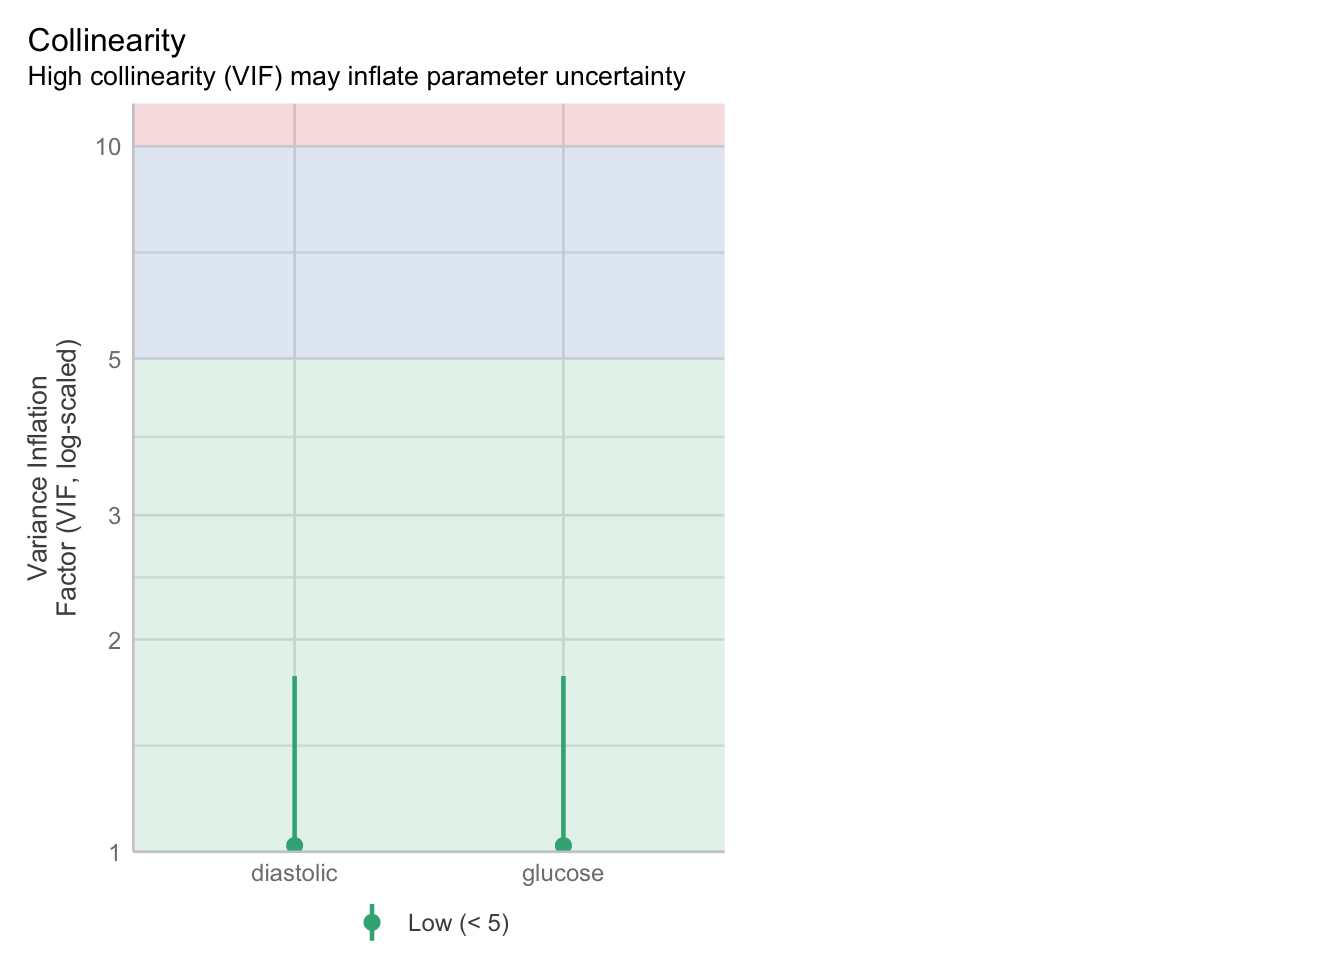 Collinearity
High collinearity (VIF) may inflate parameter uncertainty
Variance Inflation
Factor (VIF, log-scaled)
10
5
3
2
1
diastolic
glucose
Low (< 5)